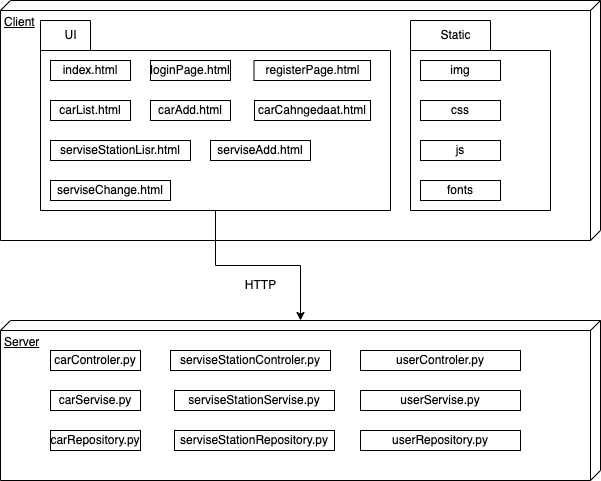 Client
UI
Static
index.html
loginPage.html
registerPage.html
img
carList.html
carAdd.html
carCahngedaat.html
css
serviseStationLisr.html
serviseAdd.html
js
serviseChange.html
fonts
HTTP
Server
carControler.py
serviseStationControler.py
userControler.py
carServise.py
serviseStationServise.py
userServise.py
carRepository.py
serviseStationRepository.py
userRepository.py